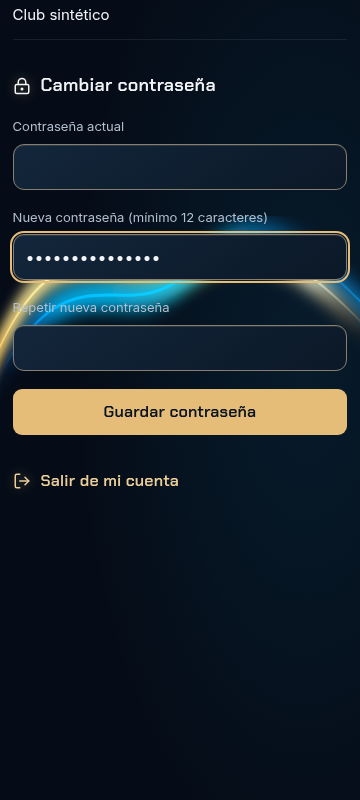 Club sintético
Cambiar contraseña
Contraseña actual
Nueva contraseña (mínimo 12 caracteres)
•••••••••••••••
Repetir nueva contraseña
Guardar contraseña
Salir de mi cuenta